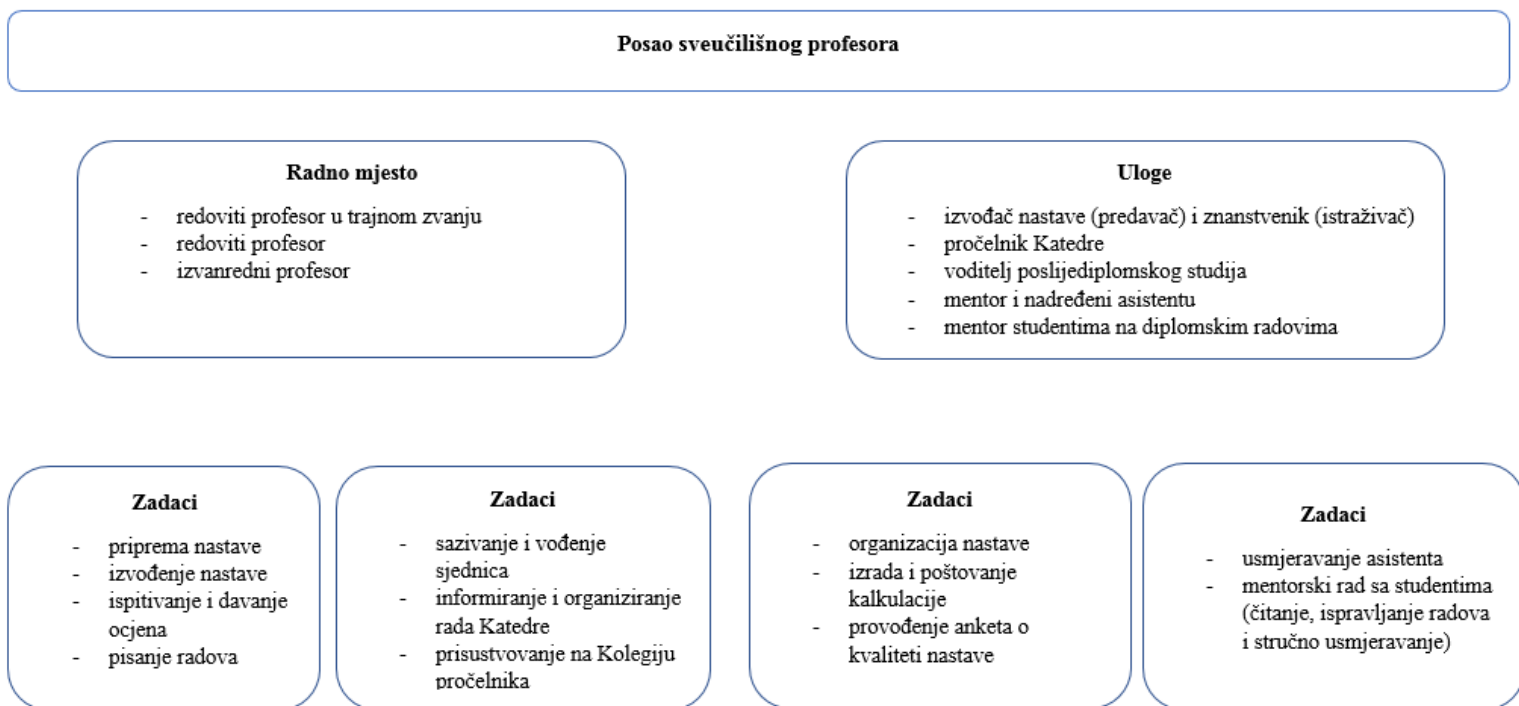 Posao sveučilišnog profesora
Radno mjesto
- redoviti profesor u trajnom zvanju
- redoviti profesor
- izvanredni profesor
Uloge
- izvođač nastave (predavač) i znanstvenik (istraživač)
- pročelnik Katedre
- voditelj poslijediplomskog studija
- mentor i nadređeni asistentu
- mentor studentima na diplomskim radovima
Zadaci
- priprema nastave
- izvođenje nastave
- ispitivanje i davanje
ocjena
- pisanje radova
Zadaci
- sazivanje i vođenje
sjednica
- informiranje i organiziranje
rada Katedre
- prisustvovanje na Kolegiju
pročelnika
Zadaci
- organizacija nastave
- izrada i poštovanje
kalkulacije
- provođenje anketa o
kvaliteti nastave
Zadaci
- usmjeravanje asistenta
- mentorski rad sa studentima
(čitanje, ispravljanje radova
i stručno usmjeravanje)